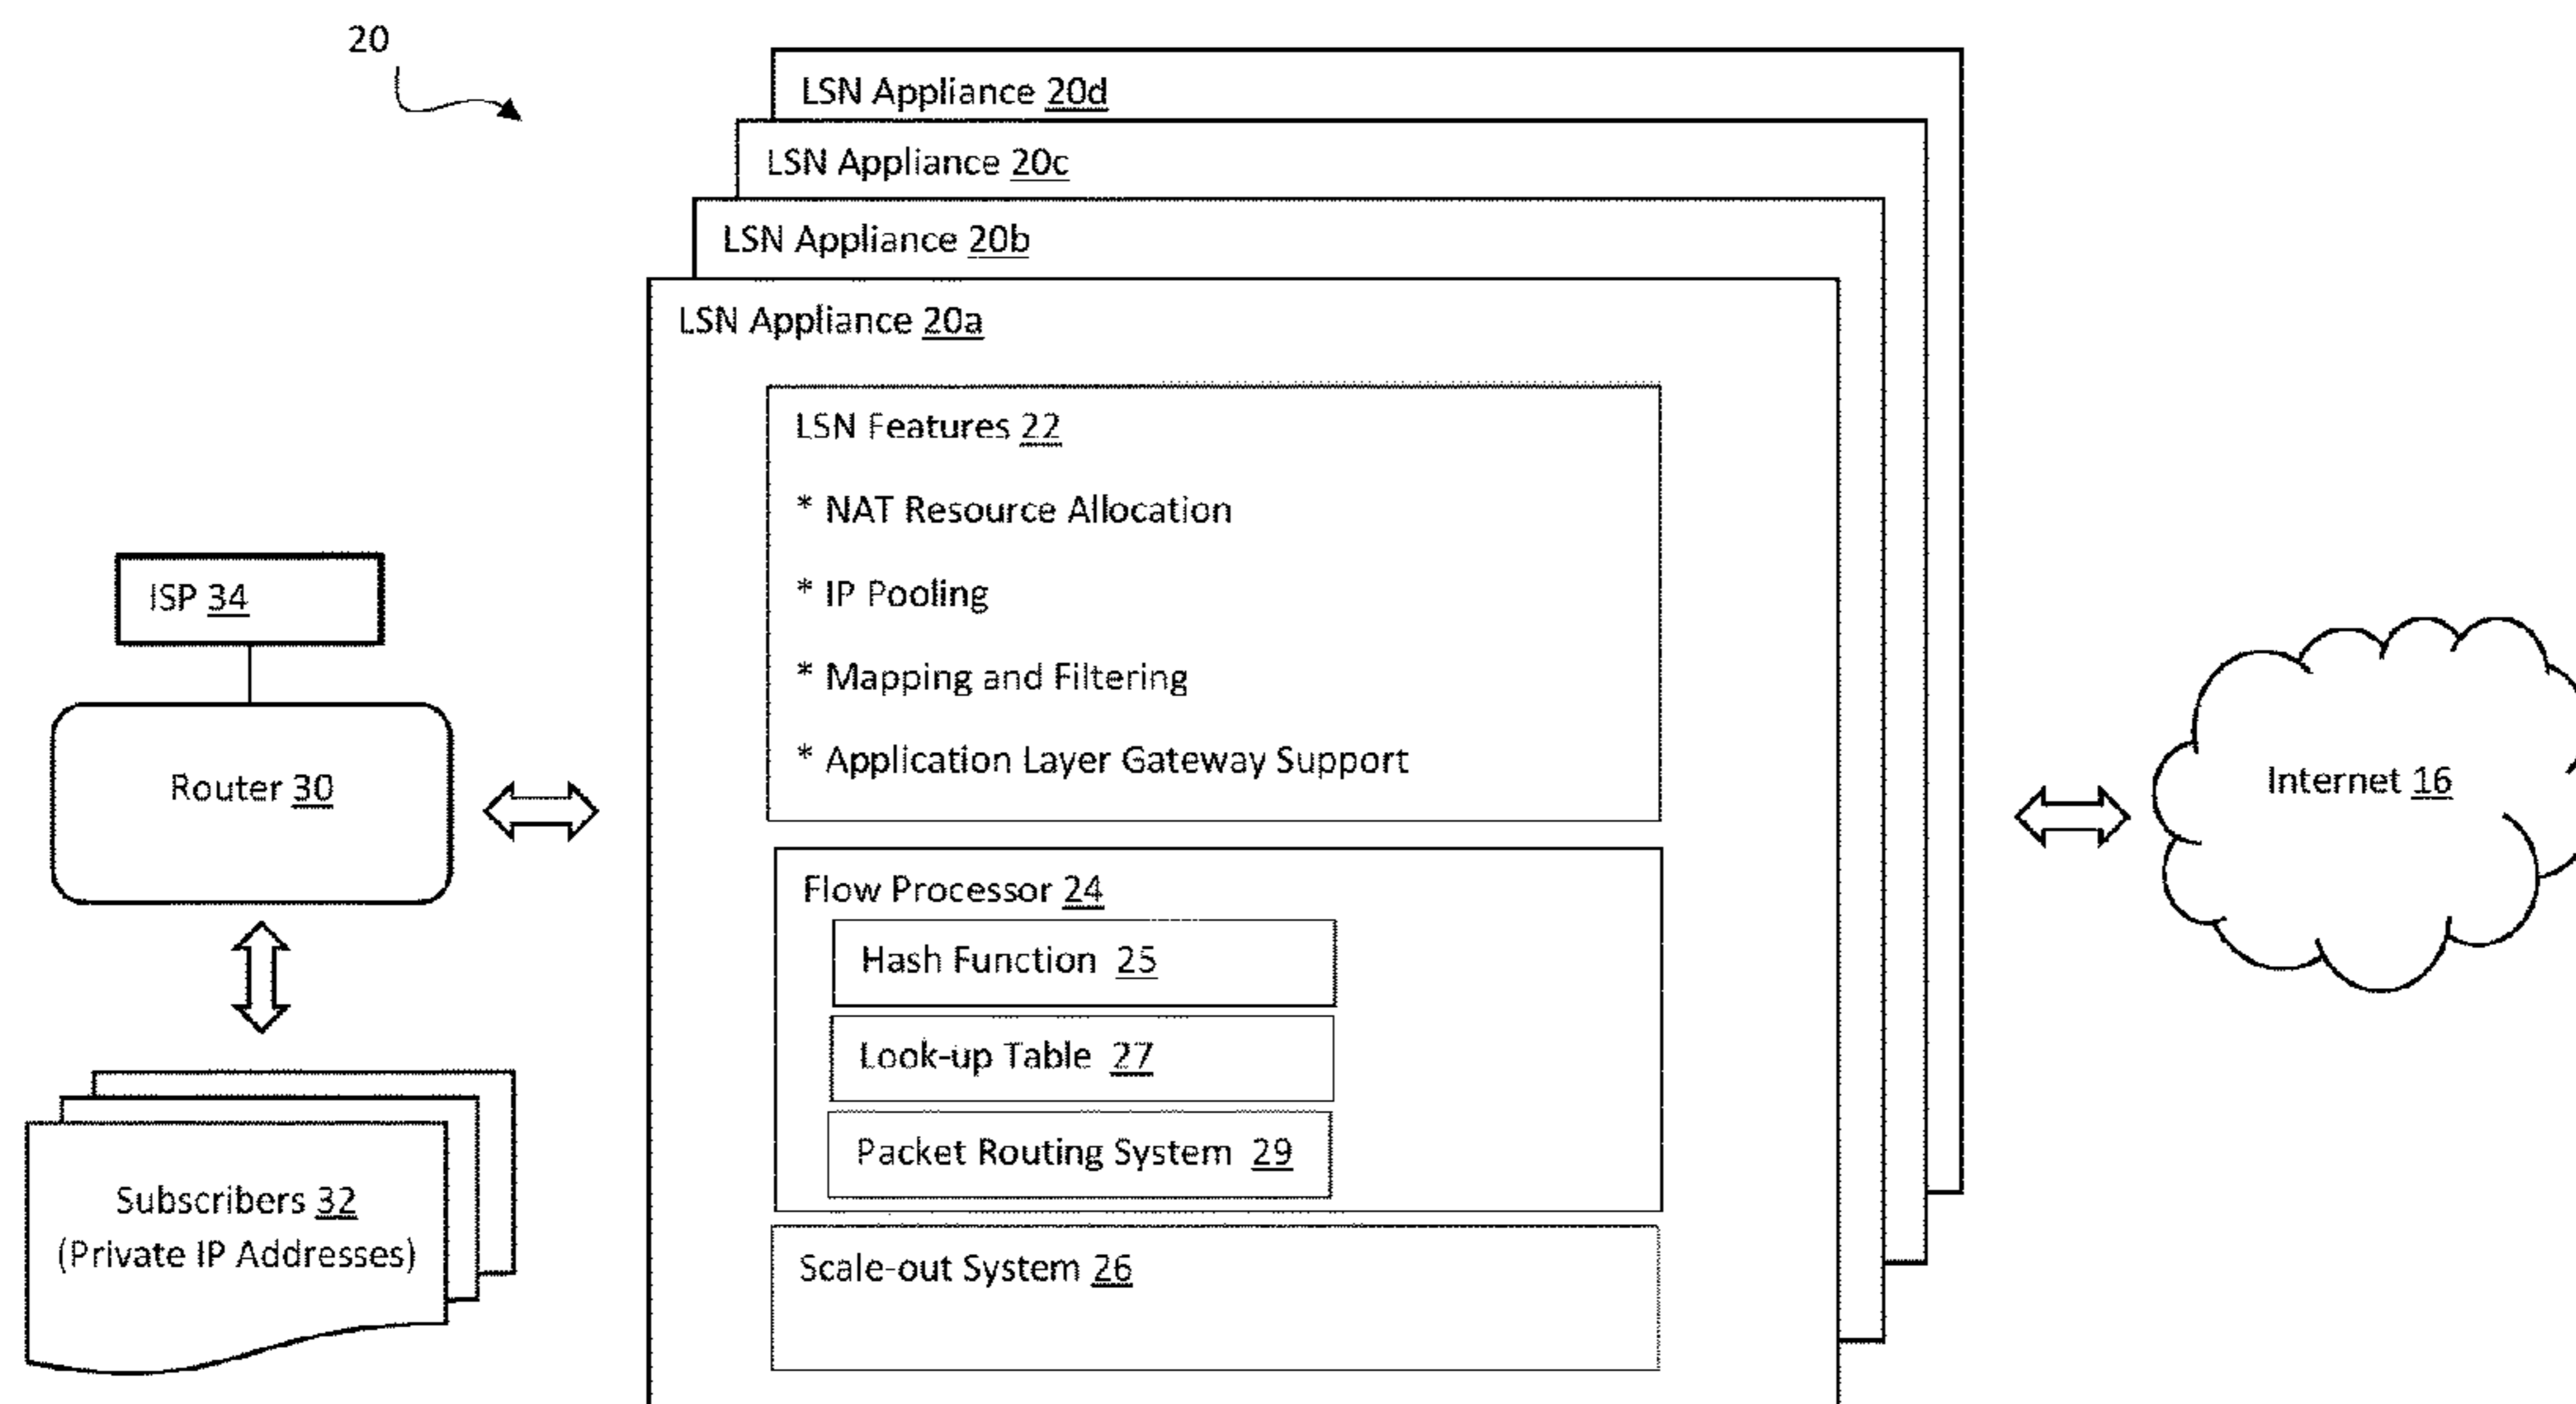 20
LSN Appliance 20d
LSN Appliance 20c
LSN Appliance 20b
LSN Appliance 20a
LSN Features 22
* NAT Resource Allocation
* IP Pooling
* Mapping and Filtering
* Application Layer Gateway Support
ISP 34
Router 30
Internet 16
Flow Processor 24
Hash Function 25
Look-up Table 27
Packet Routing System 29
Subscribers 32
(Private IP Addresses)
Scale-out System 26